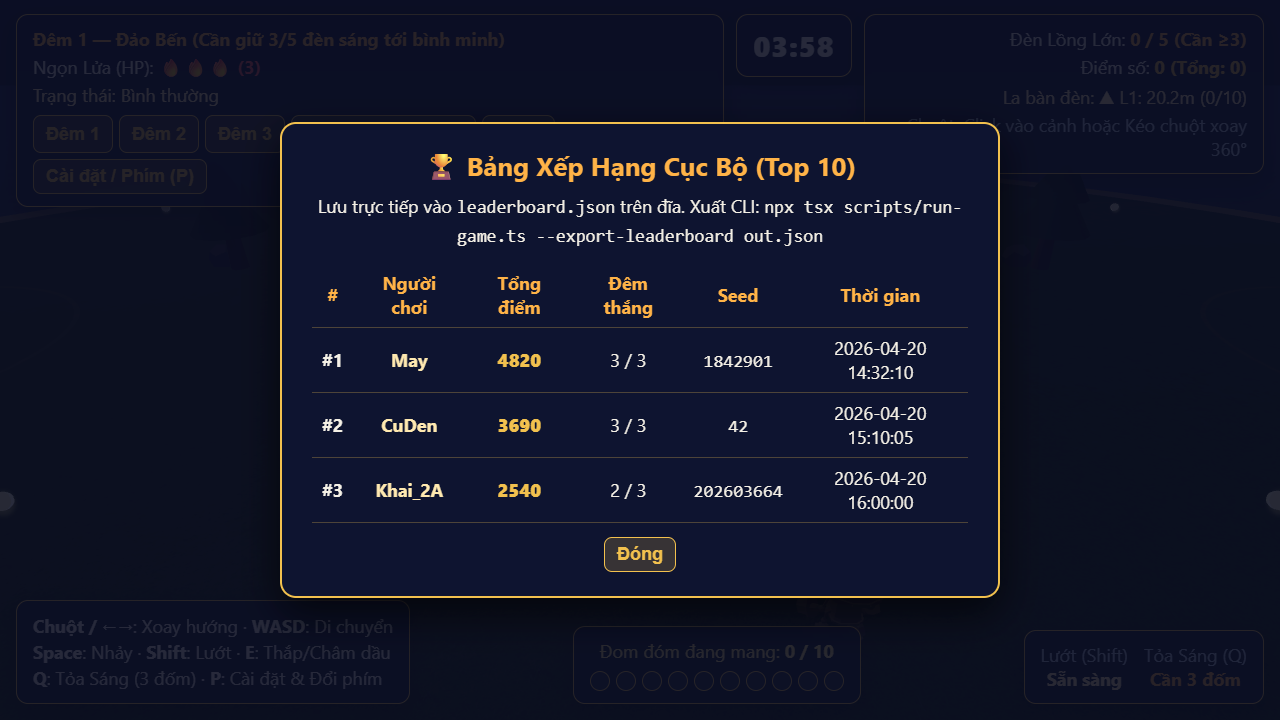 Đêm 1 — Đảo Bến (Cần giữ 3/5 đèn sáng tới bình minh)
Ngọn Lửa (HP): 🔥 🔥 🔥 (3)
Trạng thái: Bình thường
Đêm 1 Đêm 2 Đêm 3
Cài đặt / Phím (P)
03:58
Đèn Lồng Lớn: 0 / 5 (Cần ≥3)
Điểm số: 0 (Tổng: 0)
La bàn đèn: ▲ L1: 20.2m (0/10)
vào cảnh hoặc Kéo chuột xoay
360°
🏆 Bảng Xếp Hạng Cục Bộ (Top 10)
Lưu trực tiếp vào leaderboard.json trên đĩa. Xuất CLI: npx tsx scripts/run-
game.ts --export-leaderboard out.json
# Người chơi Tổng điểm Đêm thắng Seed Thời gian
#1 May 4820 3 / 3 1842901 2026-04-20 14:32:10
#2 CuDen 3690 3 / 3 42 2026-04-20 15:10:05
#3 Khai_2A 2540 2 / 3 202603664 2026-04-20 16:00:00
Đóng
Chuột / ←→: Xoay hướng · WASD: Di chuyển
Space: Nhảy · Shift: Lướt · E: Thắp/Châm dầu
Q: Tỏa Sáng (3 đốm) · P: Cài đặt & Đổi phím
Đom đóm đang mang: 0 / 10
Lướt (Shift) Tỏa Sáng (Q)
Sẵn sàng Cần 3 đốm